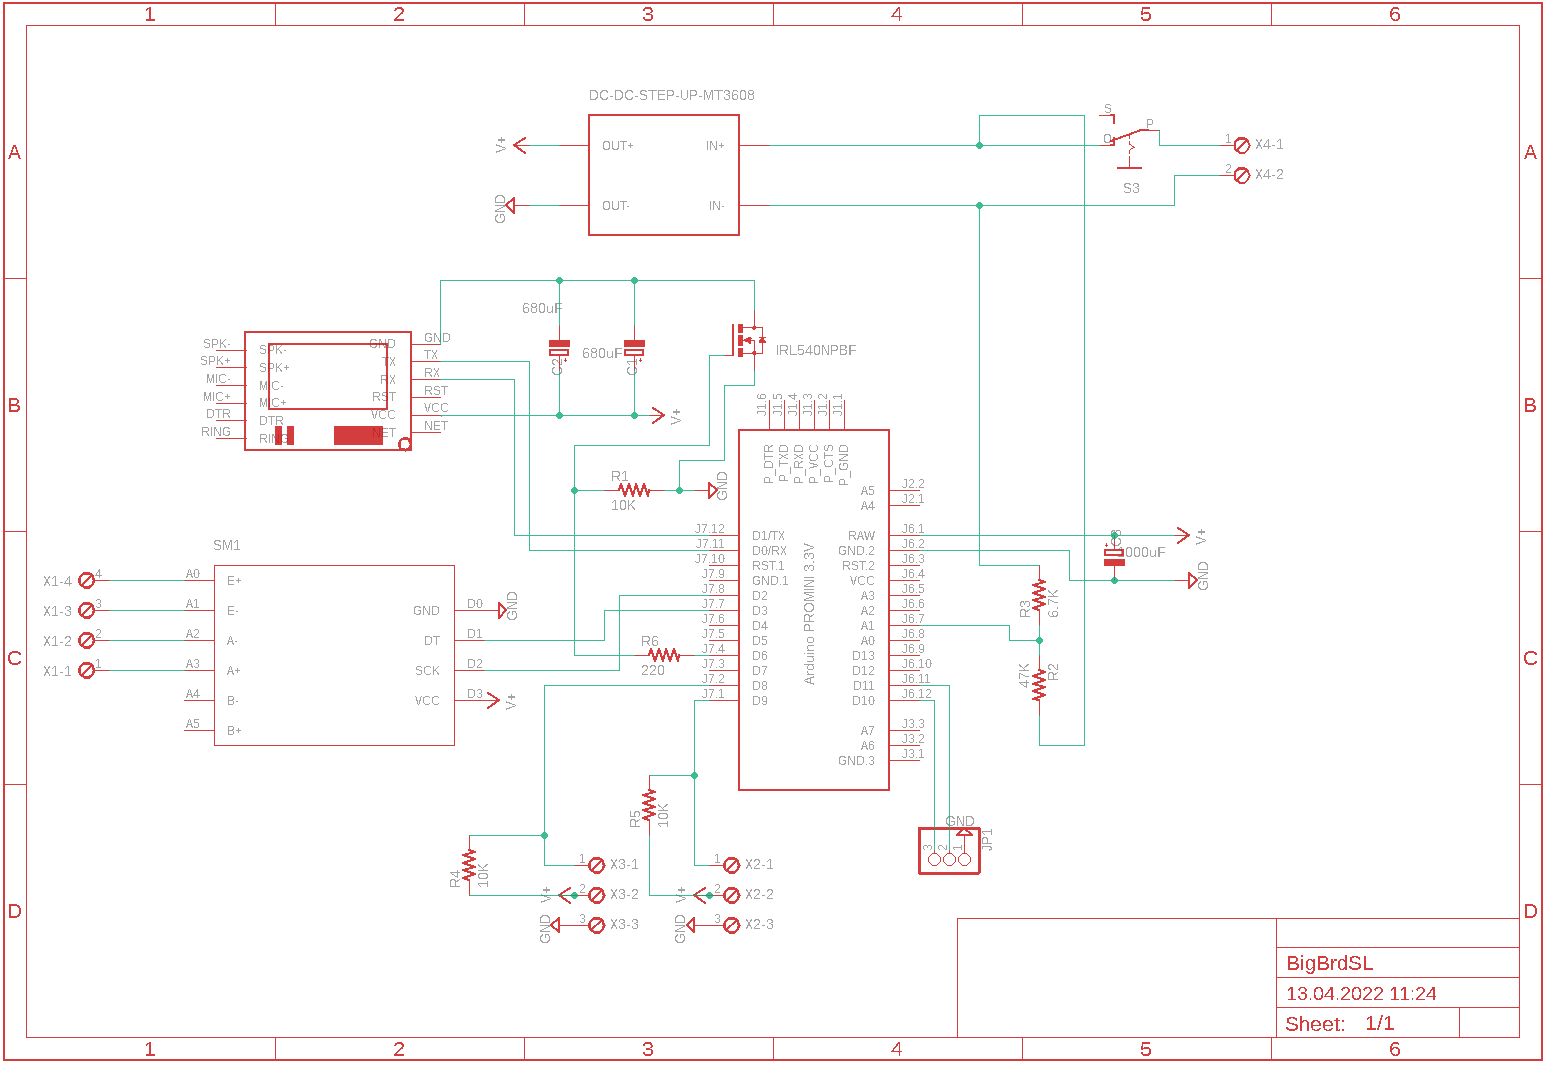 1 2 3 4 5 6
DC-DC-STEP-UP-MT3608
S
P
O
S3
A
A
V+
OUT+
IN+
1
X4-1
2
X4-2
GND
OUT-
IN-
680uF
680uF
C2
C1
IRL540NPBF
V+
SPK-
SPK+
MIC-
MIC+
DTR
RING
SPK-
SPK+
MIC-
MIC+
DTR
RING
GND
TX
RX
RST
VCC
NET
GND
TX
RX
RST
VCC
NET
B
B
J1.6
J1.5
J1.4
J1.3
J1.2
J1.1
P_DTR
P_TXD
P_RXD
P_VCC
P_CTS
P_GND
R1
10K
GND
A5
J2.2
A4
J2.1
J7.12
D1/TX
RAW
J6.1
J7.11
D0/RX
GND.2
J6.2
J7.10
RST.1
RST.2
J6.3
J7.9
GND.1
VCC
J6.4
J7.8
D2
A3
J6.5
J7.7
D3
A2
J6.6
J7.6
D4
A1
J6.7
J7.5
D5
A0
J6.8
J7.4
D6
D13
J6.9
J7.3
D7
D12
J6.10
J7.2
D8
D11
J6.11
J7.1
D9
D10
J6.12
A7
J3.3
A6
J3.2
GND.3
J3.1
Arduino PROMINI 3.3V
V+
000uF
GND
R3
6.7K
47K
R2
R6
220
SM1
X1-4
4
A0
E+
X1-3
3
A1
E-
X1-2
2
A2
A-
X1-1
1
A3
A+
A4
B-
A5
B+
GND
D0
GND
DT
D1
SCK
D2
VCC
D3
V+
C
C
R5
10K
R4
10K
1
X3-1
V+
2
X3-2
GND
3
X3-3
1
X2-1
V+
2
X2-2
GND
3
X2-3
GND
3
2
1
JP1
D
D
BigBrdSL
13.04.2022 11:24
Sheet: 1/1
1 2 3 4 5 6